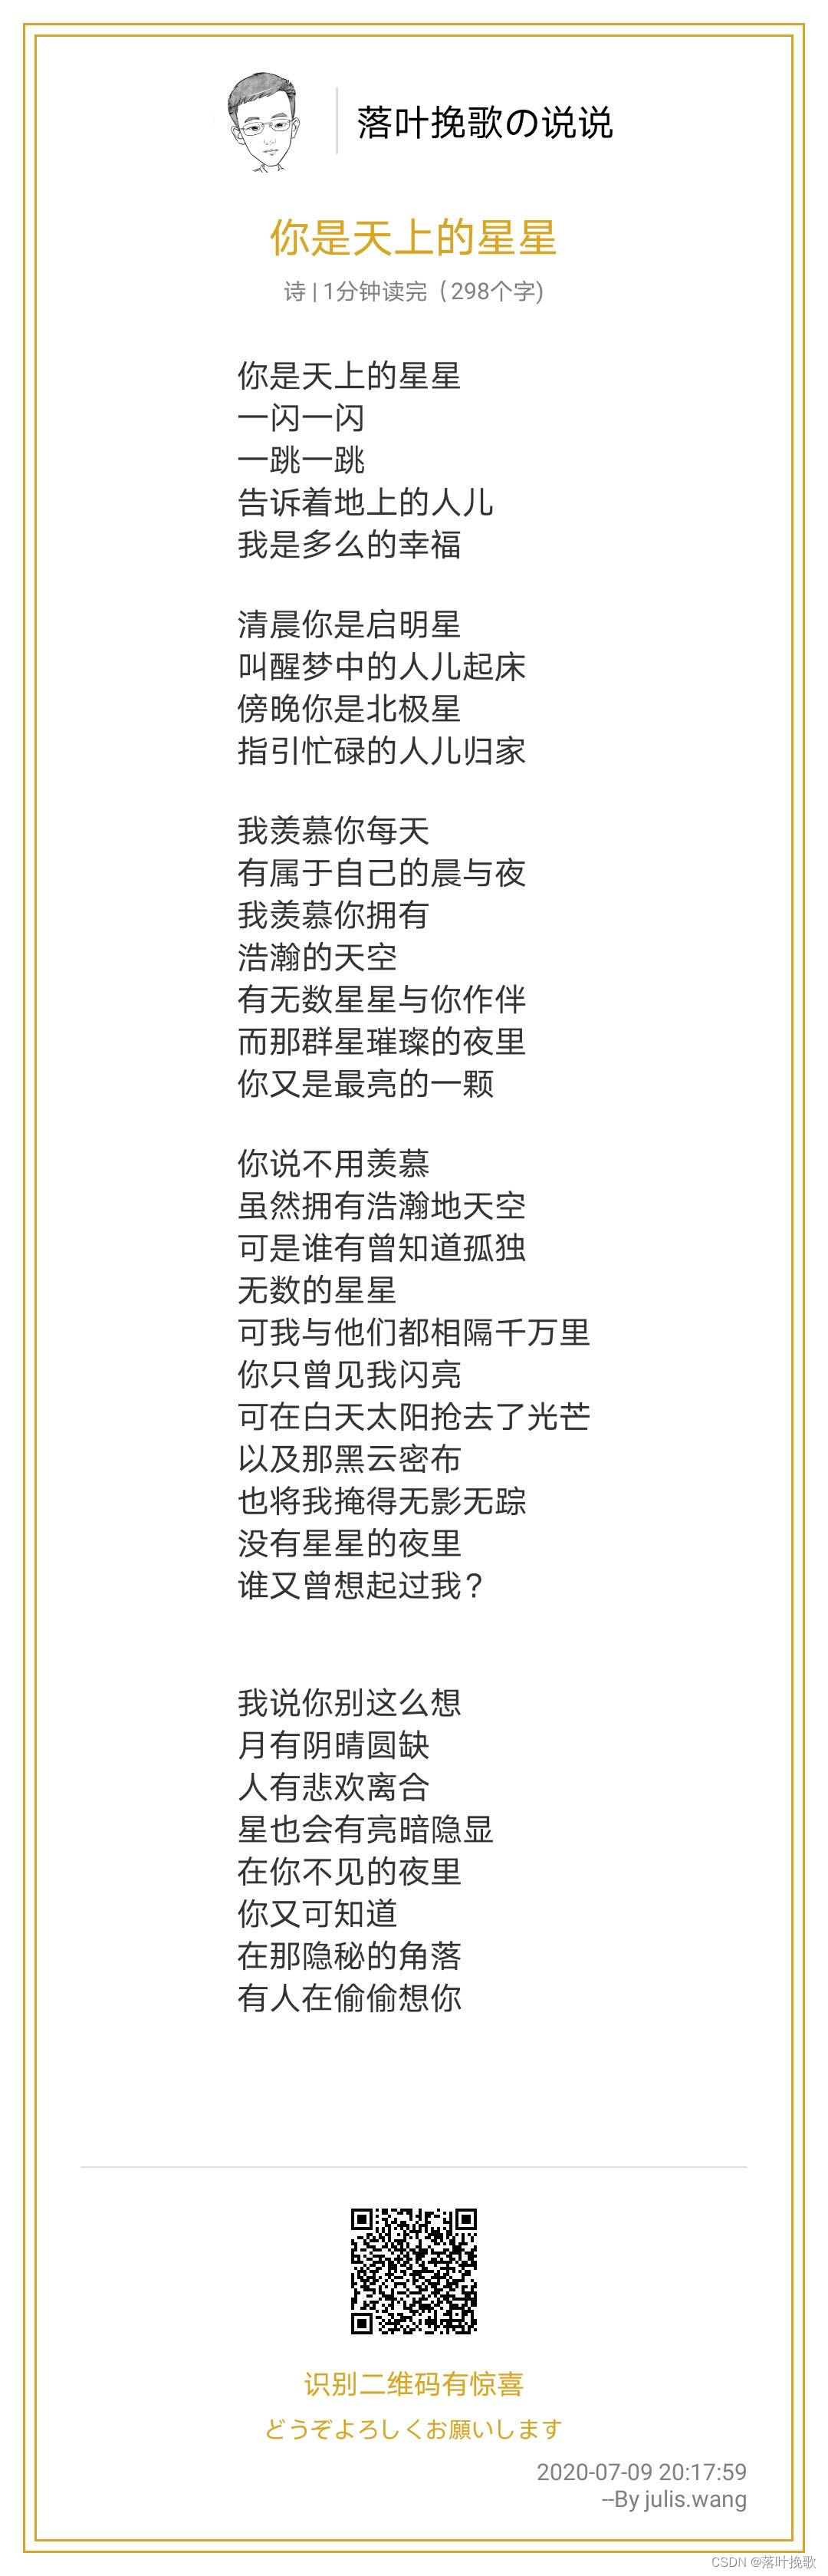 落叶挽歌の说说
你是天上的星星
诗 | 1分钟读完（298个字)
你是天上的星星
一闪一闪
一跳一跳
告诉着地上的人儿
我是多么的幸福
清晨你是启明星
叫醒梦中的人儿起床
傍晚你是北极星
指引忙碌的人儿归家
我羡慕你每天
有属于自己的晨与夜
我羡慕你拥有
浩瀚的天空
有无数星星与你作伴
而那群星璀璨的夜里
你又是最亮的一颗
你说不用羡慕
虽然拥有浩瀚地天空
可是谁有曾知道孤独
无数的星星
可我与他们都相隔千万里
你只曾见我闪亮
可在白天太阳抢去了光芒
以及那黑云密布
也将我掩得无影无踪
没有星星的夜里
谁又曾想起过我?
我说你别这么想
月有阴晴圆缺
人有悲欢离合
星也会有亮暗隐显
在你不见的夜里
你又可知道
在那隐秘的角落
有人在偷偷想你
识别二维码有惊喜
どうぞよろしくお願いします
2020-07-09 20:17:59
--By julis.wang
CSDN @落叶挽歌